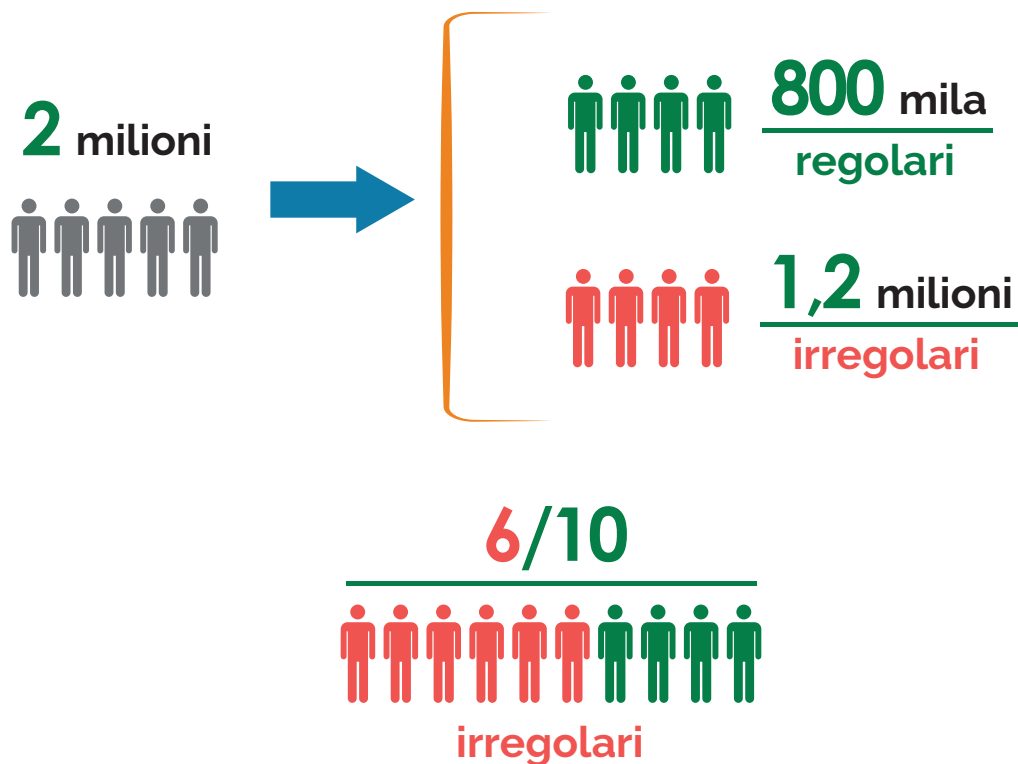 2 milioni
800 mila
regolari
1,2 milioni
irregolari
6/10
irregolari